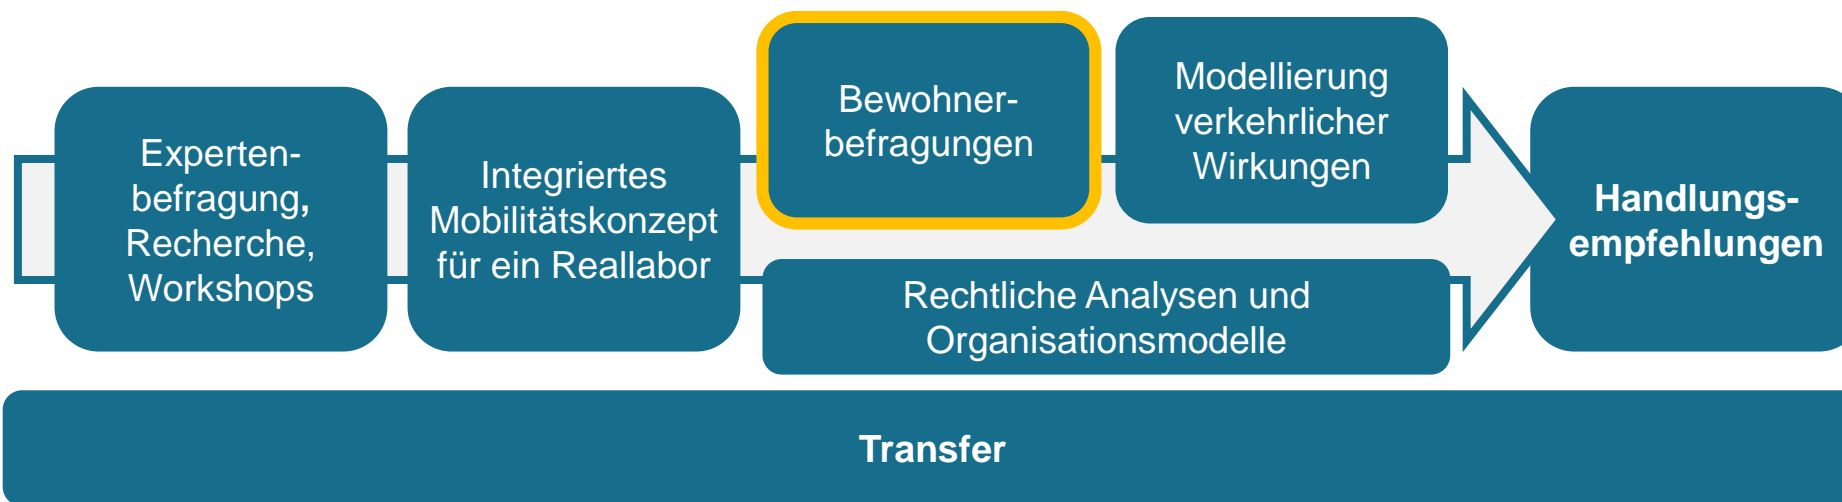 Experten-
befragung,
Recherche,
Workshops
Integriertes
Mobilitätskonzept
für ein Reallabor
Bewohner-
befragungen
Modellierung
verkehrlicher
Wirkungen
Rechtliche Analysen und
Organisationsmodelle
Handlungs-
empfehlungen
Transfer